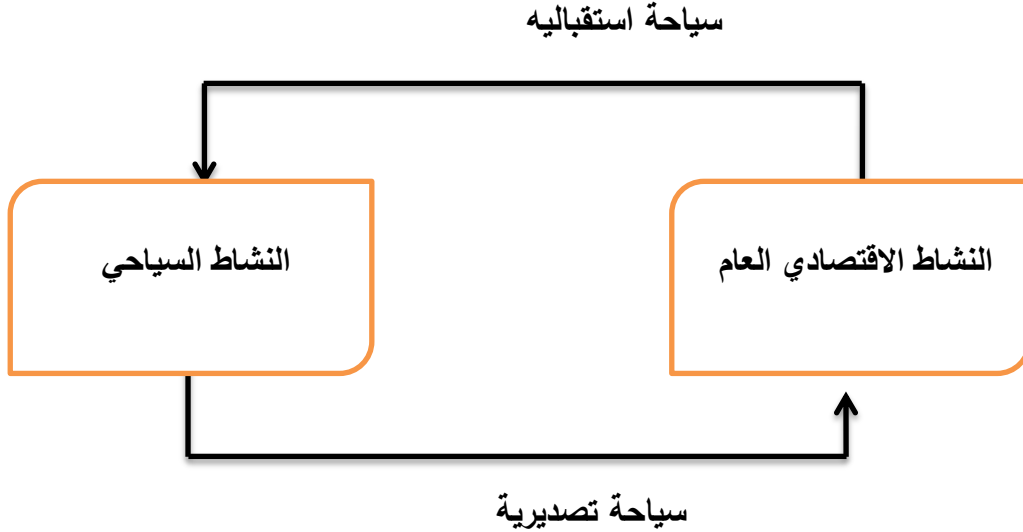 سياحة استقباليه
النشاط الاقتصادي العام
النشاط السياحي
سياحة تصديرية